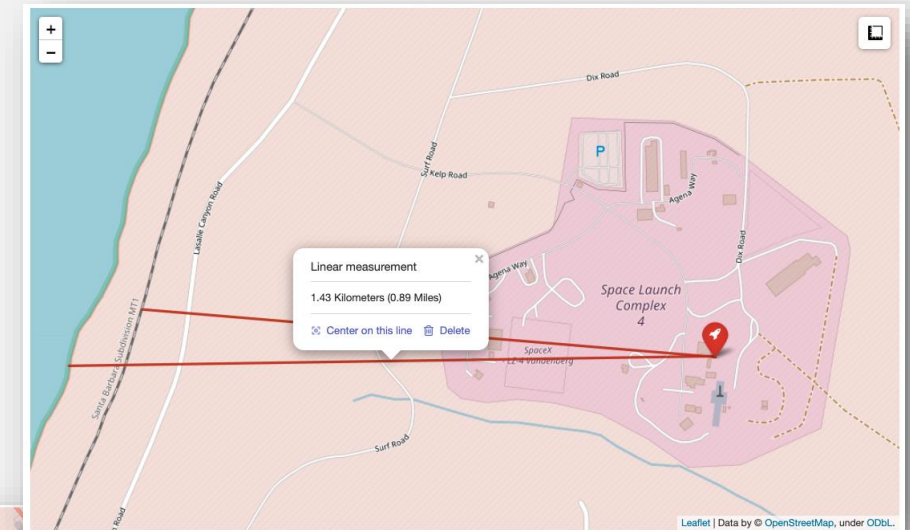 +
−
Dix Road
P
Surf Road
Kelp Road
Agena Way
Lasalle Canyon Road
Dix Road
Linear measurement
1.43 Kilometers (0.89 Miles)
Center on this line Delete
Agena Way
Space Launch
Complex
4
SpaceX
Vandenberg
Santa Barbara Subdivision MT1
Surf Road
Road
Leaflet | Data by © OpenStreetMap, under ODbL.